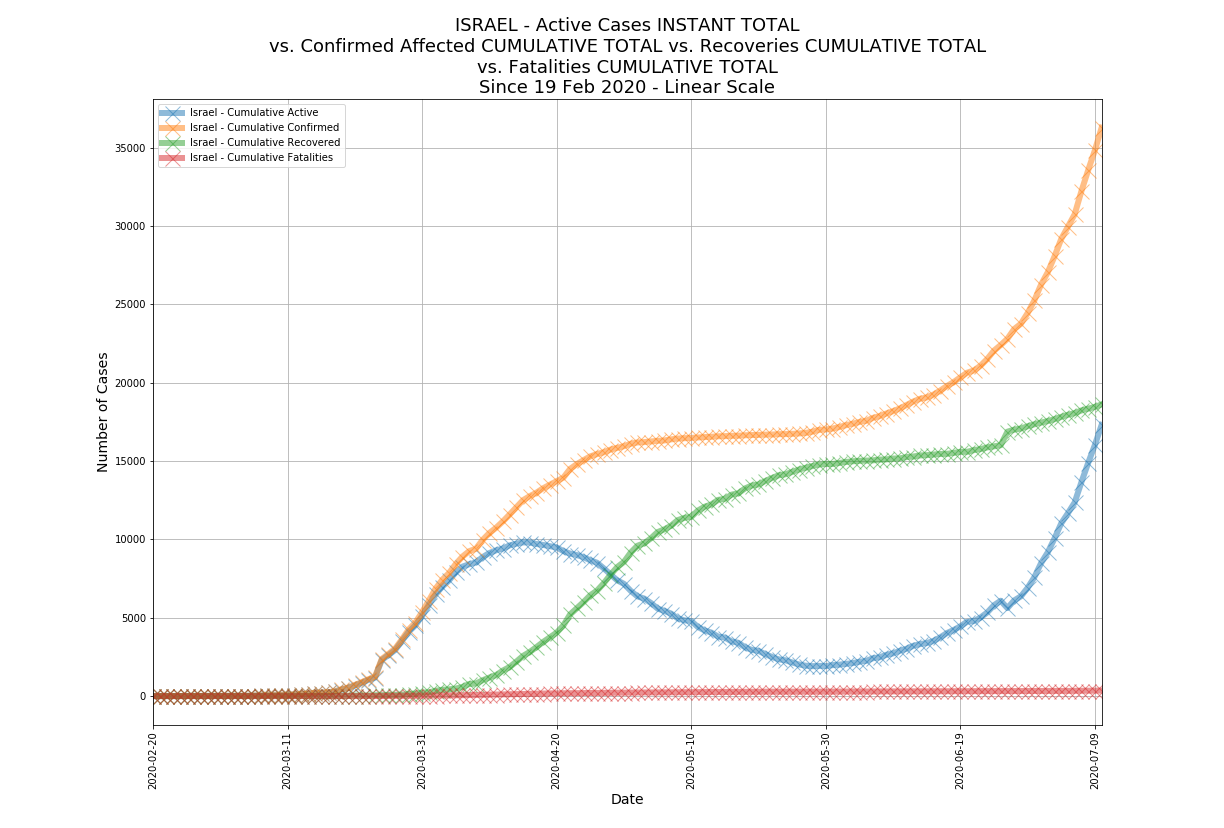 ISRAEL - Active Cases INSTANT TOTAL
vs. Confirmed Affected CUMULATIVE TOTAL vs. Recoveries CUMULATIVE TOTAL
vs. Fatalities CUMULATIVE TOTAL
Since 19 Feb 2020 - Linear Scale
Israel - Cumulative Active
Israel - Cumulative Confirmed
Israel - Cumulative Recovered
Israel - Cumulative Fatalities
Number of Cases
35000
30000
25000
20000
15000
10000
5000
0
2020-02-20
2020-03-11
2020-03-31
2020-04-20
2020-05-10
2020-05-30
2020-06-19
2020-07-09
Date